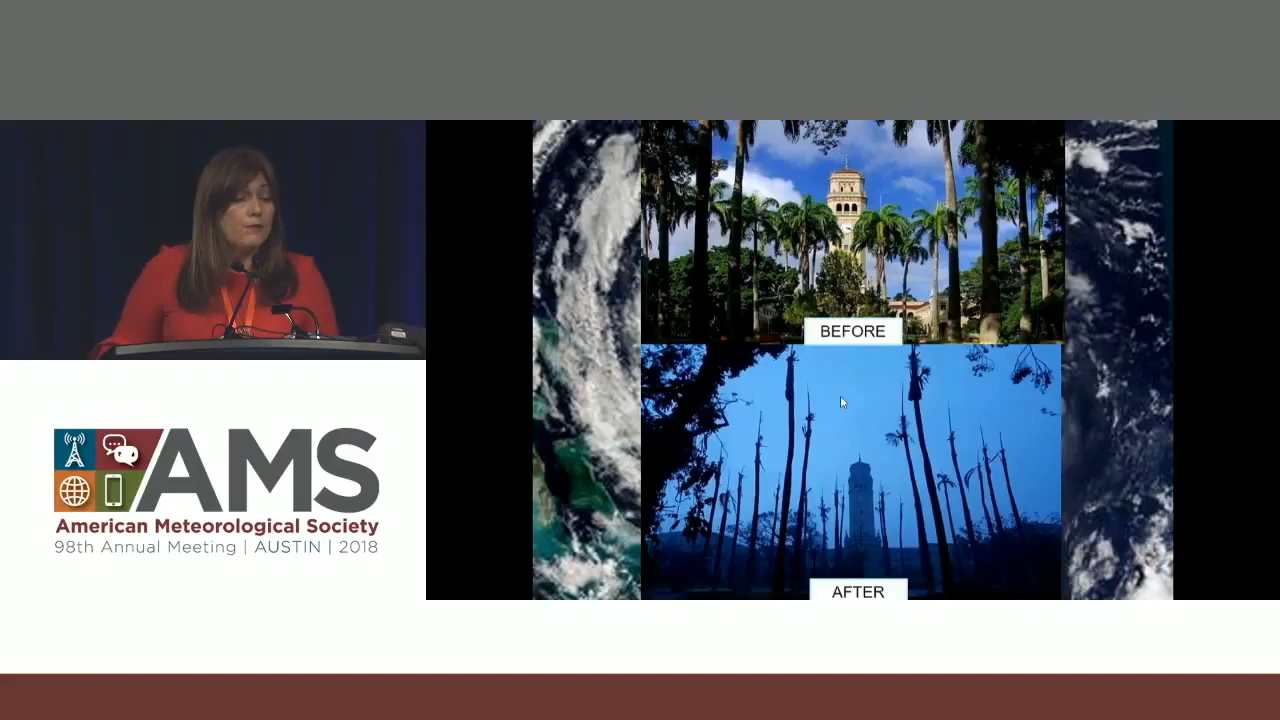 BEFORE
AFTER
AMS
American Meteorological Society
98th Annual Meeting | AUSTIN | 2018